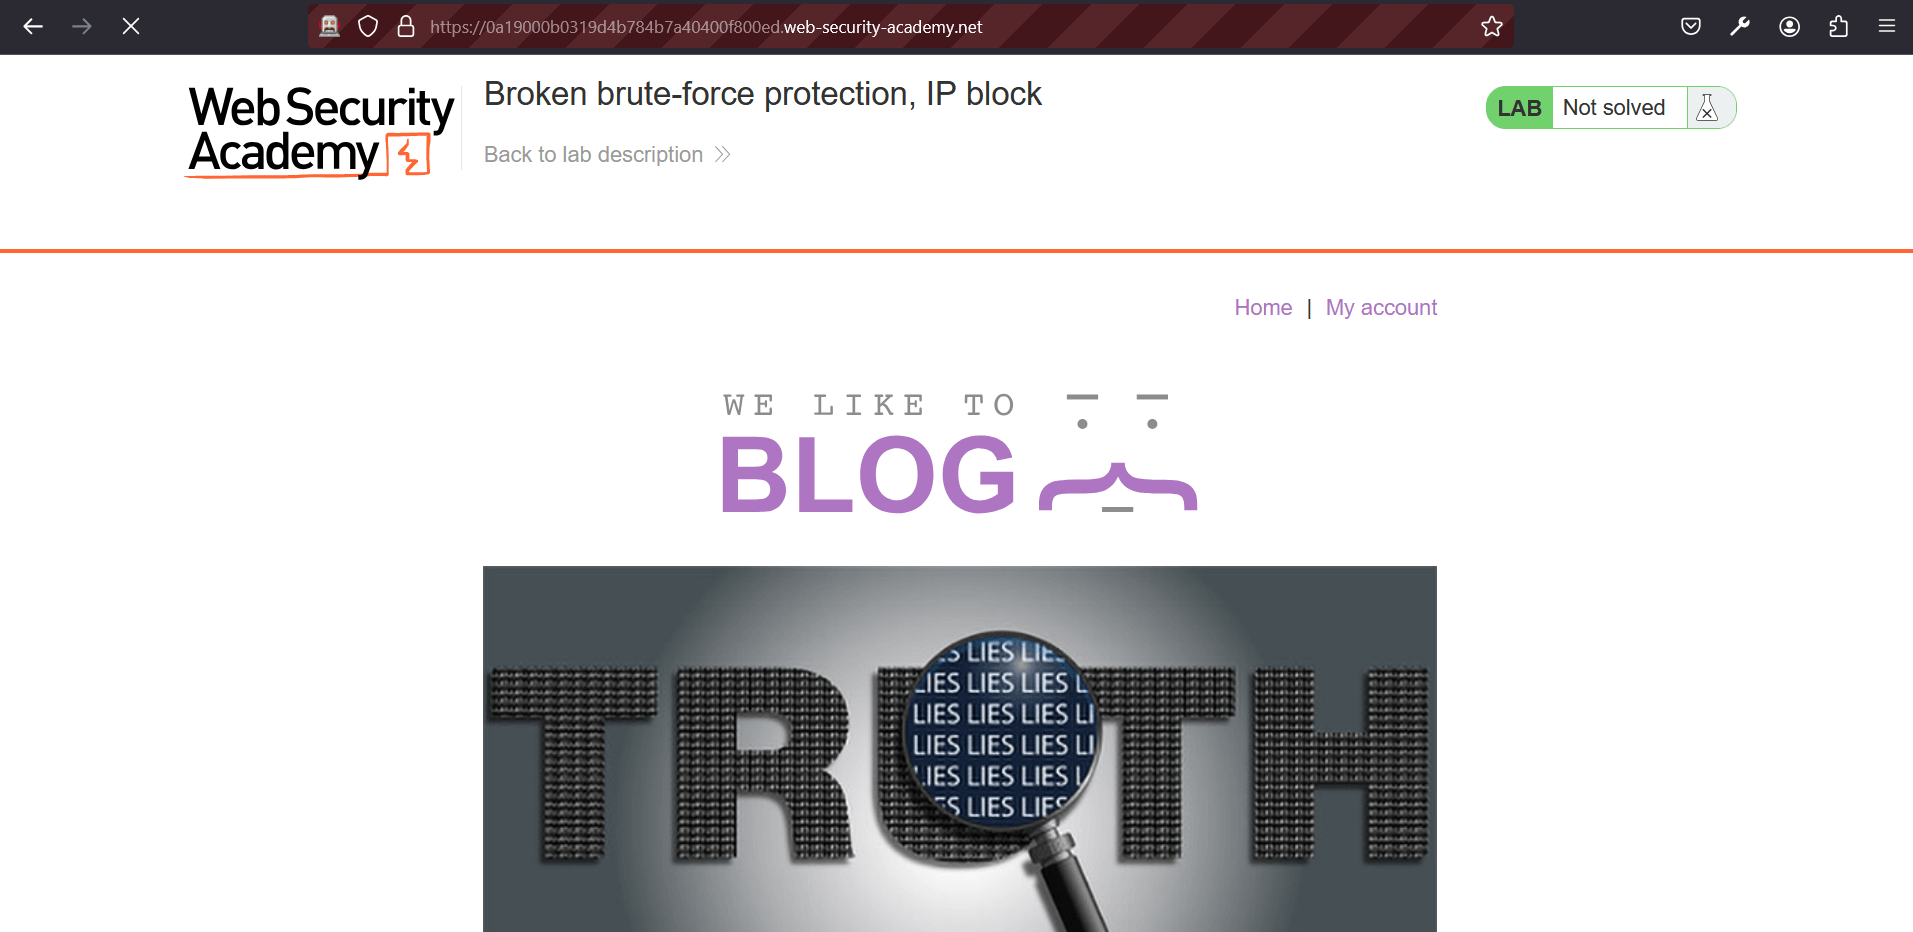 https://0a19000b0319d4b784b7a40400f800ed.web-security-academy.net
Web Security
Academy
Broken brute-force protection, IP block
Back to lab description
LAB Not solved
Home | My account
WE LIKE TO
BLOG
TRUTH
LIES LIES
LIES LIES LIES L
LIES LIES LIES LI
LIES LIES LIES LI
LIES LIES LIES L
LIES LIES LIES